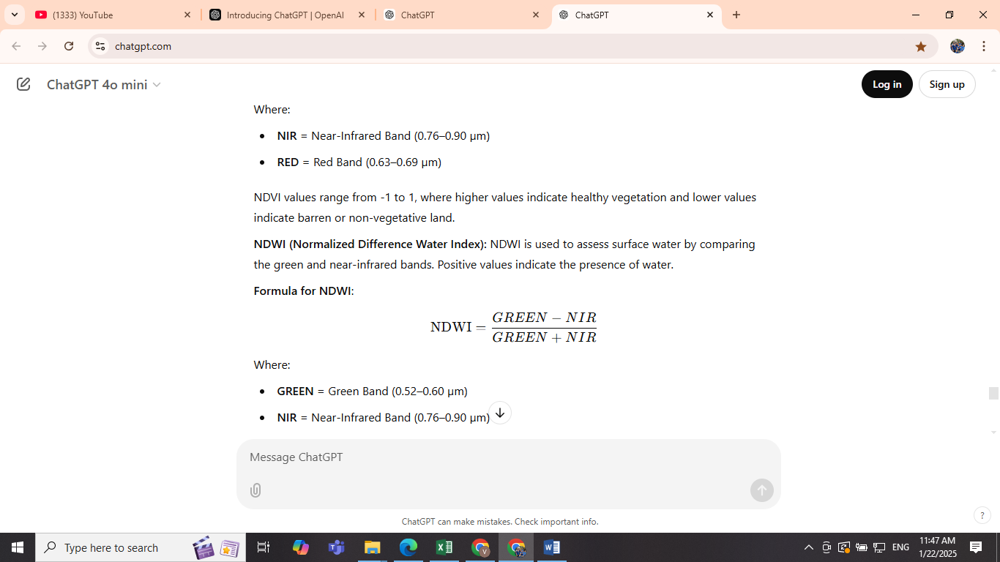 (1333) YouTube
Introducing ChatGPT | OpenAI
ChatGPT
ChatGPT
chatgpt.com
ChatGPT 4o mini
Log in
Sign up
Where:
• NIR = Near-Infrared Band (0.76–0.90 µm)
• RED = Red Band (0.63–0.69 µm)
NDVI values range from -1 to 1, where higher values indicate healthy vegetation and lower values
indicate barren or non-vegetative land.
NDWI (Normalized Difference Water Index): NDWI is used to assess surface water by comparing
the green and near-infrared bands. Positive values indicate the presence of water.
Formula for NDWI:
NDWI = GREEN − NIR
GREEN + NIR
Where:
• GREEN = Green Band (0.52–0.60 µm)
• NIR = Near-Infrared Band (0.76–0.90 µm)
Message ChatGPT
ChatGPT can make mistakes. Check important info.
?
Type here to search
ENG
11:47 AM
1/22/2025